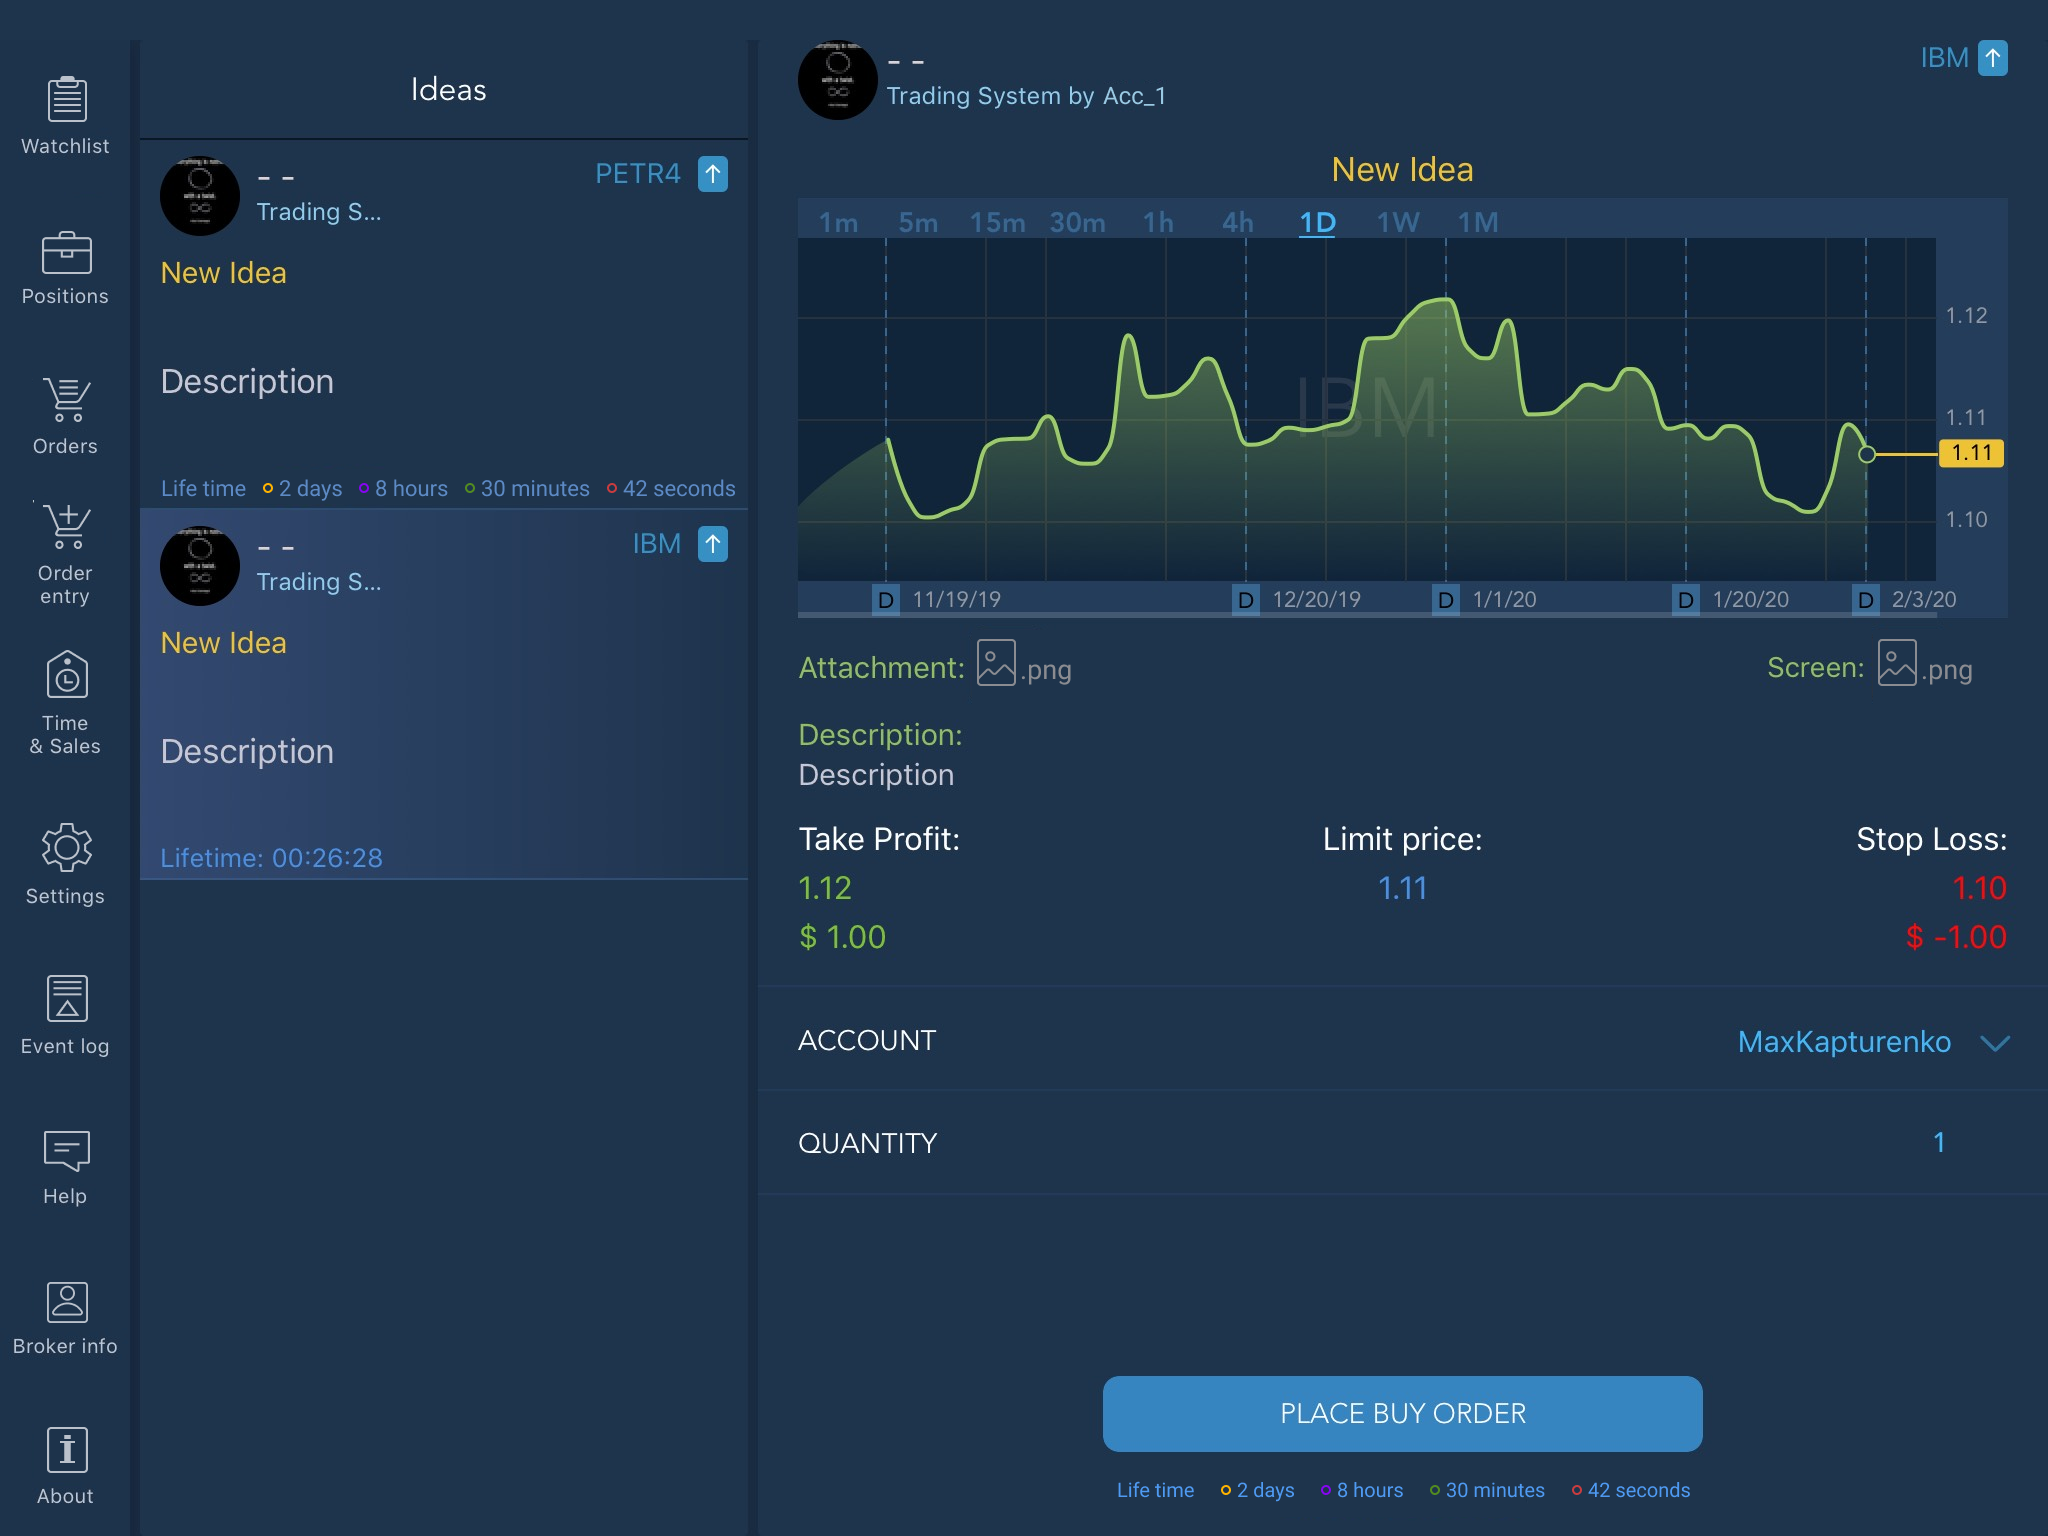 Watchlist
Positions
Orders
Order
entry
Time
& Sales
Settings
Event log
Help
Broker info
About
Ideas
- -
PETR4
Trading S...
New Idea
Description
Life time 2 days 8 hours 30 minutes 42 seconds
- -
IBM
Trading S...
New Idea
Description
Lifetime: 00:26:28
- -
IBM
Trading System by Acc_1
New Idea
1m 5m 15m 30m 1h 4h 1D 1W 1M
IBM
1.12
1.11
1.11
1.10
D 11/19/19 D 12/20/19 D 1/1/20 D 1/20/20 D 2/3/20
Attachment: .png
Screen: .png
Description:
Description
Take Profit: Limit price: Stop Loss:
1.12 1.11 1.10
$ 1.00 $ -1.00
ACCOUNT MaxKapturenko
QUANTITY 1
PLACE BUY ORDER
Life time 2 days 8 hours 30 minutes 42 seconds